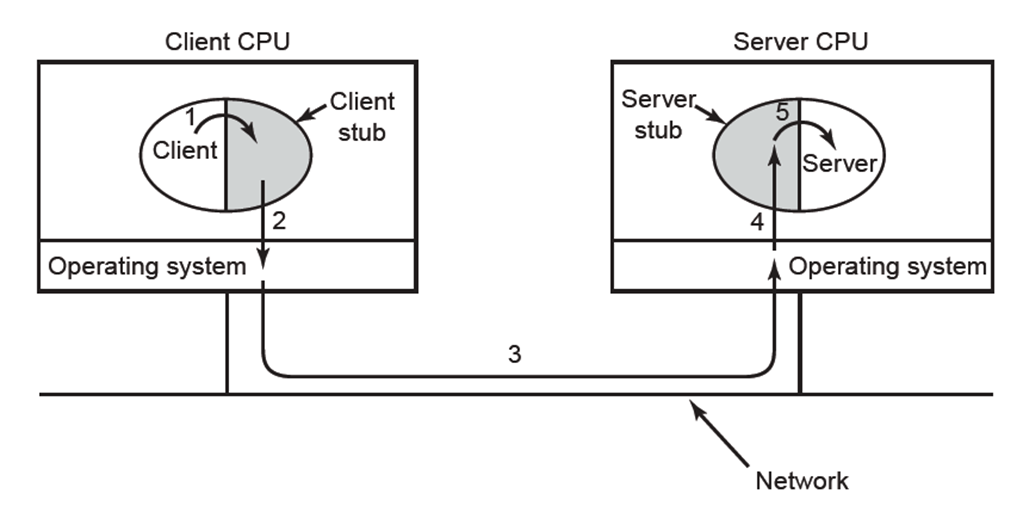 Client CPU
Server CPU
1
Client
Client
stub
2
Operating system
Server
stub
5
Server
4
Operating system
3
Network